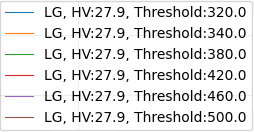 LG, HV:27.9, Threshold:320.0
LG, HV:27.9, Threshold:340.0
LG, HV:27.9, Threshold:380.0
LG, HV:27.9, Threshold:420.0
LG, HV:27.9, Threshold:460.0
LG, HV:27.9, Threshold:500.0